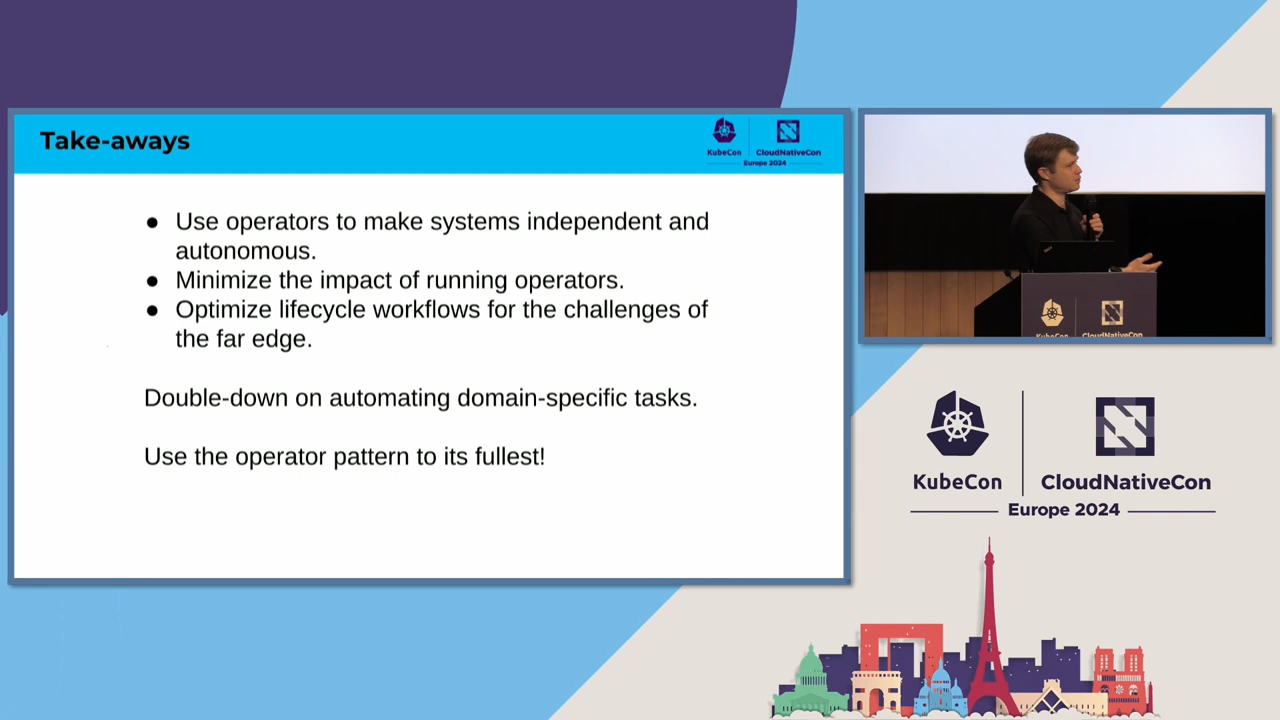 Take-aways
KubeCon
CloudNativeCon
Europe 2024
● Use operators to make systems independent and
autonomous.
● Minimize the impact of running operators.
● Optimize lifecycle workflows for the challenges of
the far edge.
Double-down on automating domain-specific tasks.
Use the operator pattern to its fullest!
KubeCon
CloudNativeCon
KubeCon
CloudNativeCon
Europe 2024